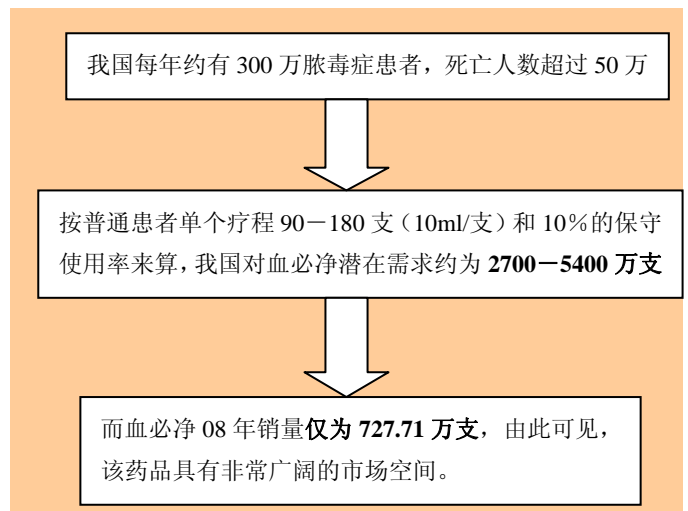 我国每年约有 300 万脓毒症患者，死亡人数超过 50 万
按普通患者单个疗程 90－180 支（10ml/支）和 10％的保守
使用率来算，我国对血必净潜在需求约为 2700－5400 万支
而血必净 08 年销量仅为 727.71 万支，由此可见，
该药品具有非常广阔的市场空间。